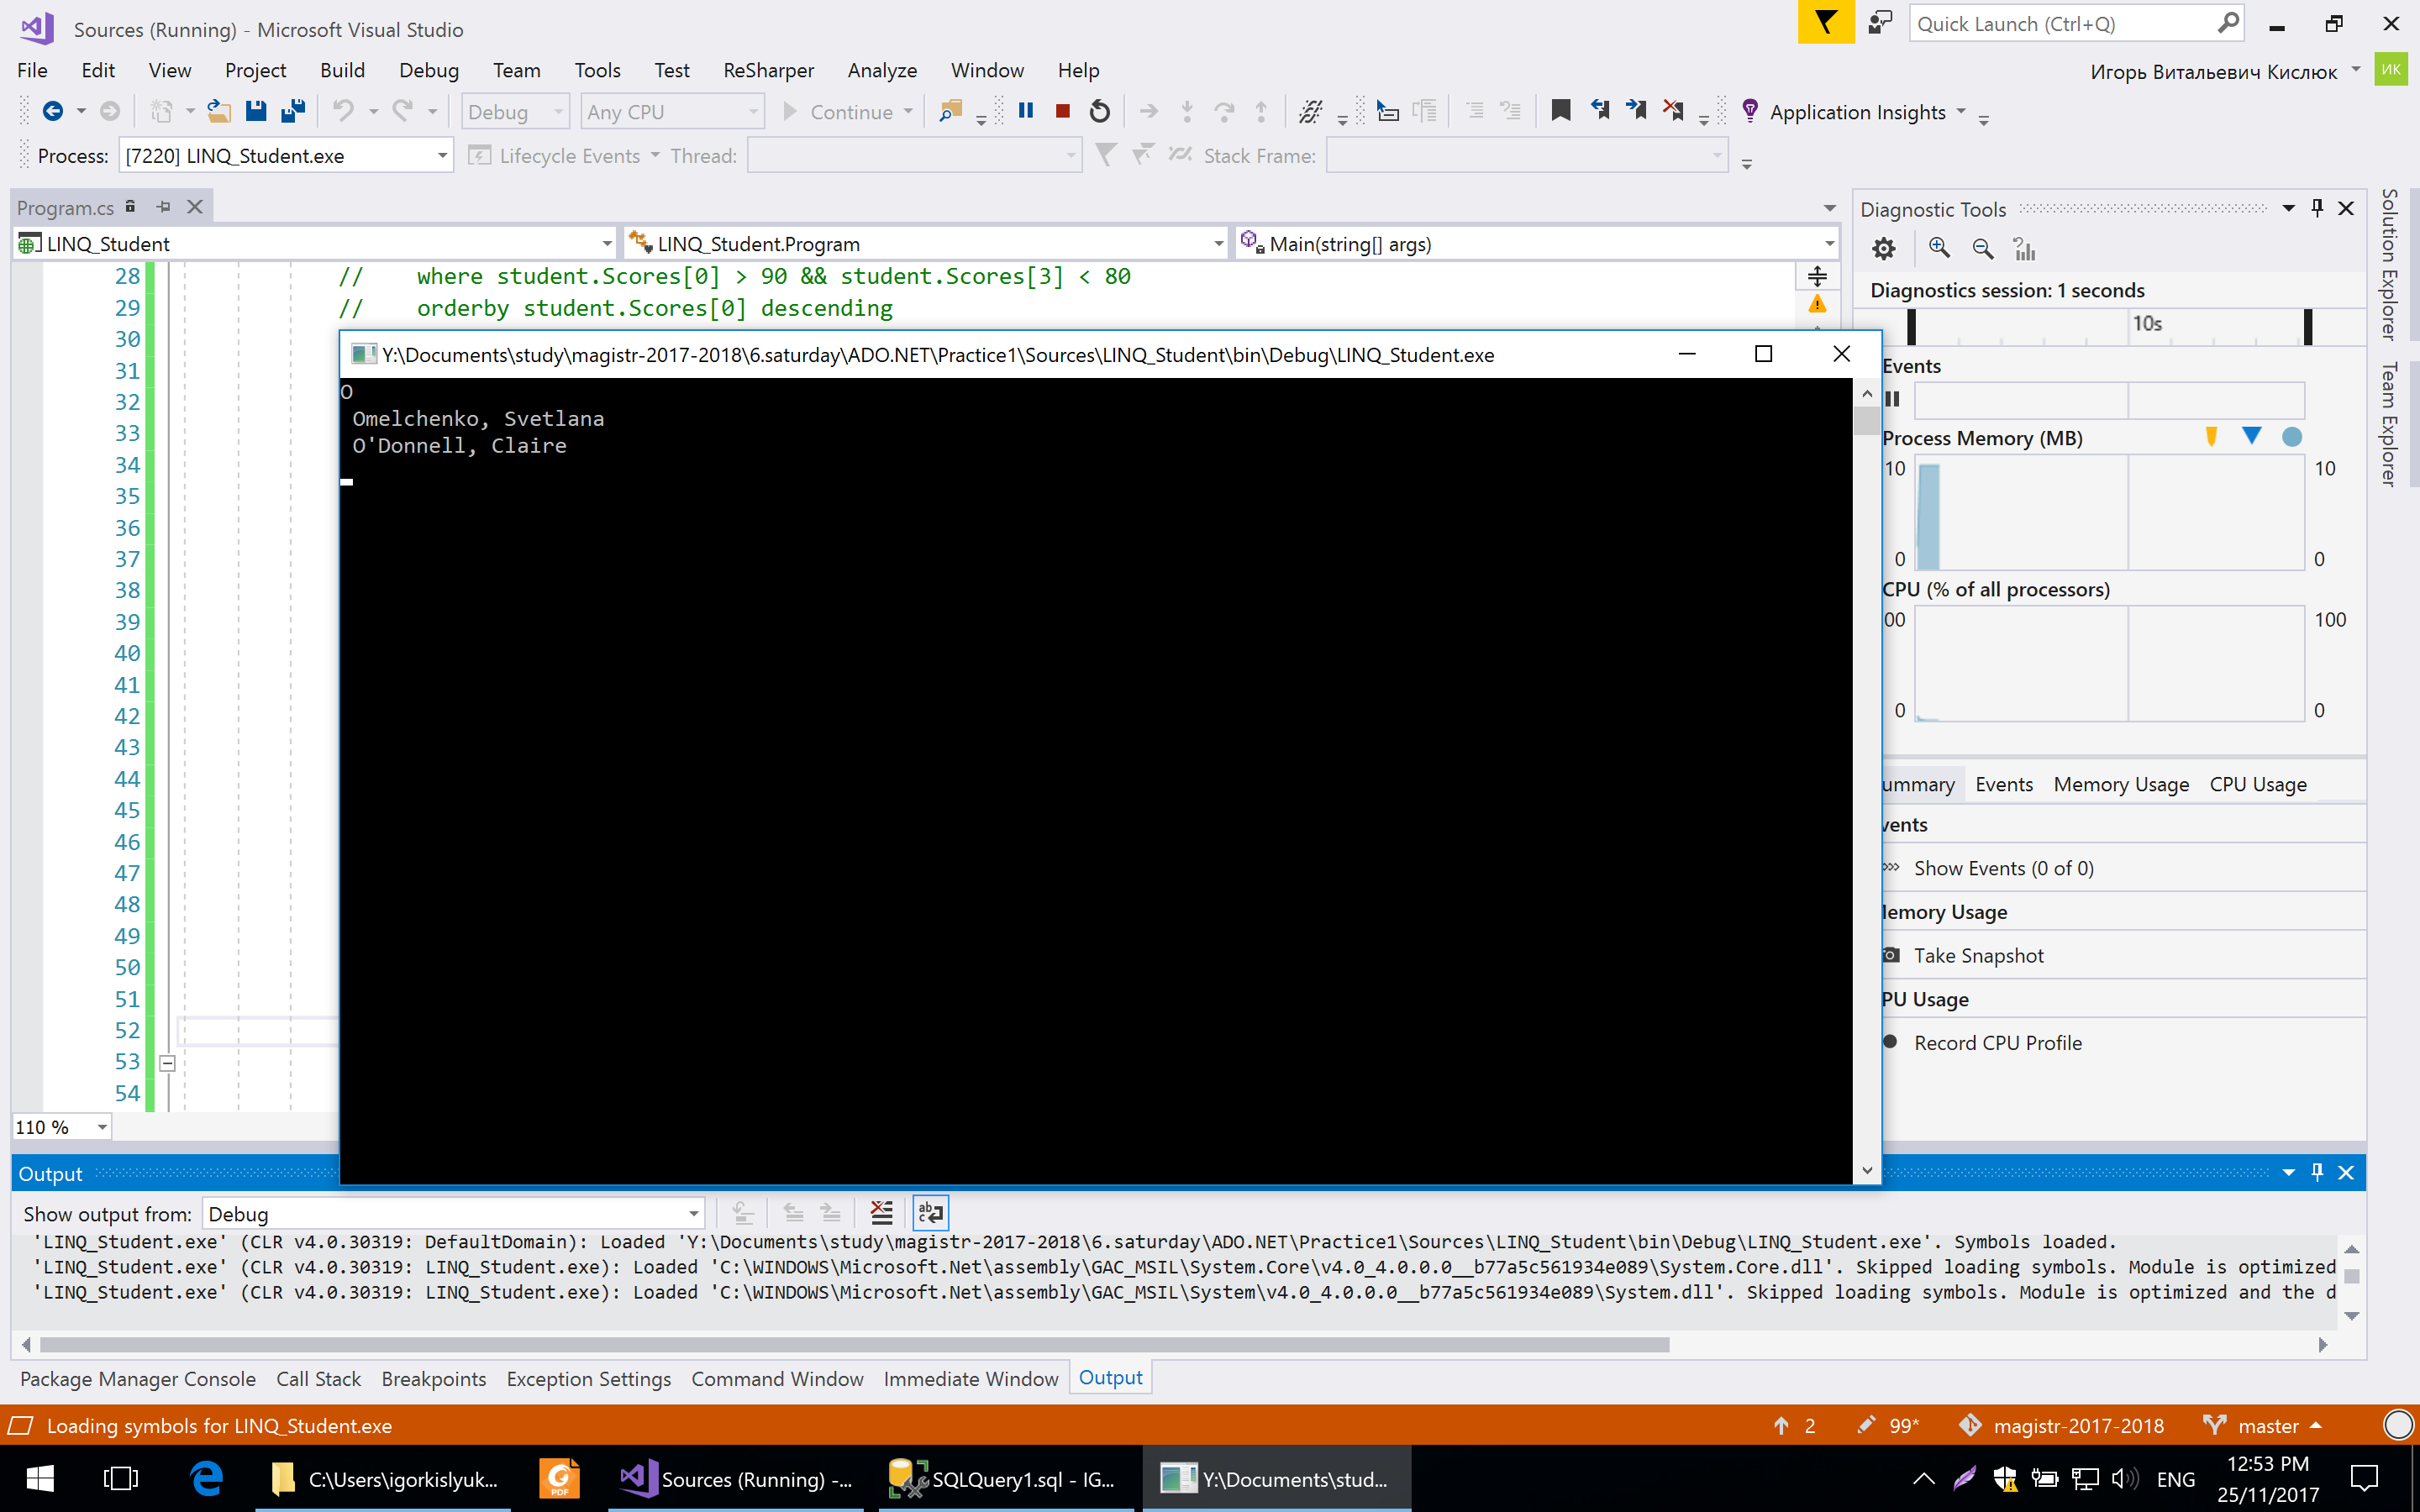 Sources (Running) - Microsoft Visual Studio
Quick Launch (Ctrl+Q)
File Edit View Project Build Debug Team Tools Test ReSharper Analyze Window Help
Игорь Витальевич Кислюк
ИК
Debug Any CPU Continue Application Insights
Process: [7220] LINQ_Student.exe Lifecycle Events Thread: Stack Frame:
Program.cs
LINQ_Student LINQ_Student.Program Main(string[] args)
28 // where student.Scores[0] > 90 && student.Scores[3] < 80
29 // orderby student.Scores[0] descending
30
31
32
33
34
35
36
37
38
39
40
41
42
43
44
45
46
47
48
49
50
51
52
53
54
110 %
Y:\Documents\study\magistr-2017-2018\6.saturday\ADO.NET\Practice1\Sources\LINQ_Student\bin\Debug\LINQ_Student.exe
O
Omelchenko, Svetlana
O'Donnell, Claire
Diagnostic Tools
Diagnostics session: 1 seconds
10s
Events
Process Memory (MB)
10 10
0 0
CPU (% of all processors)
00 100
0 0
ummary Events Memory Usage CPU Usage
vents
Show Events (0 of 0)
emory Usage
Take Snapshot
PU Usage
Record CPU Profile
Solution Explorer
Team Explorer
Output
Show output from: Debug
'LINQ_Student.exe' (CLR v4.0.30319: DefaultDomain): Loaded 'Y:\Documents\study\magistr-2017-2018\6.saturday\ADO.NET\Practice1\Sources\LINQ_Student\bin\Debug\LINQ_Student.exe'. Symbols loaded.
'LINQ_Student.exe' (CLR v4.0.30319: LINQ_Student.exe): Loaded 'C:\WINDOWS\Microsoft.Net\assembly\GAC_MSIL\System.Core\v4.0_4.0.0.0__b77a5c561934e089\System.Core.dll'. Skipped loading symbols. Module is optimized
'LINQ_Student.exe' (CLR v4.0.30319: LINQ_Student.exe): Loaded 'C:\WINDOWS\Microsoft.Net\assembly\GAC_MSIL\System\v4.0_4.0.0.0__b77a5c561934e089\System.dll'. Skipped loading symbols. Module is optimized and the d
Package Manager Console Call Stack Breakpoints Exception Settings Command Window Immediate Window Output
Loading symbols for LINQ_Student.exe
2 99* magistr-2017-2018 master
C:\Users\igorkislyuk...
PDF
Sources (Running) -...
SQLQuery1.sql - IG...
Y:\Documents\stud...
ENG
12:53 PM
25/11/2017